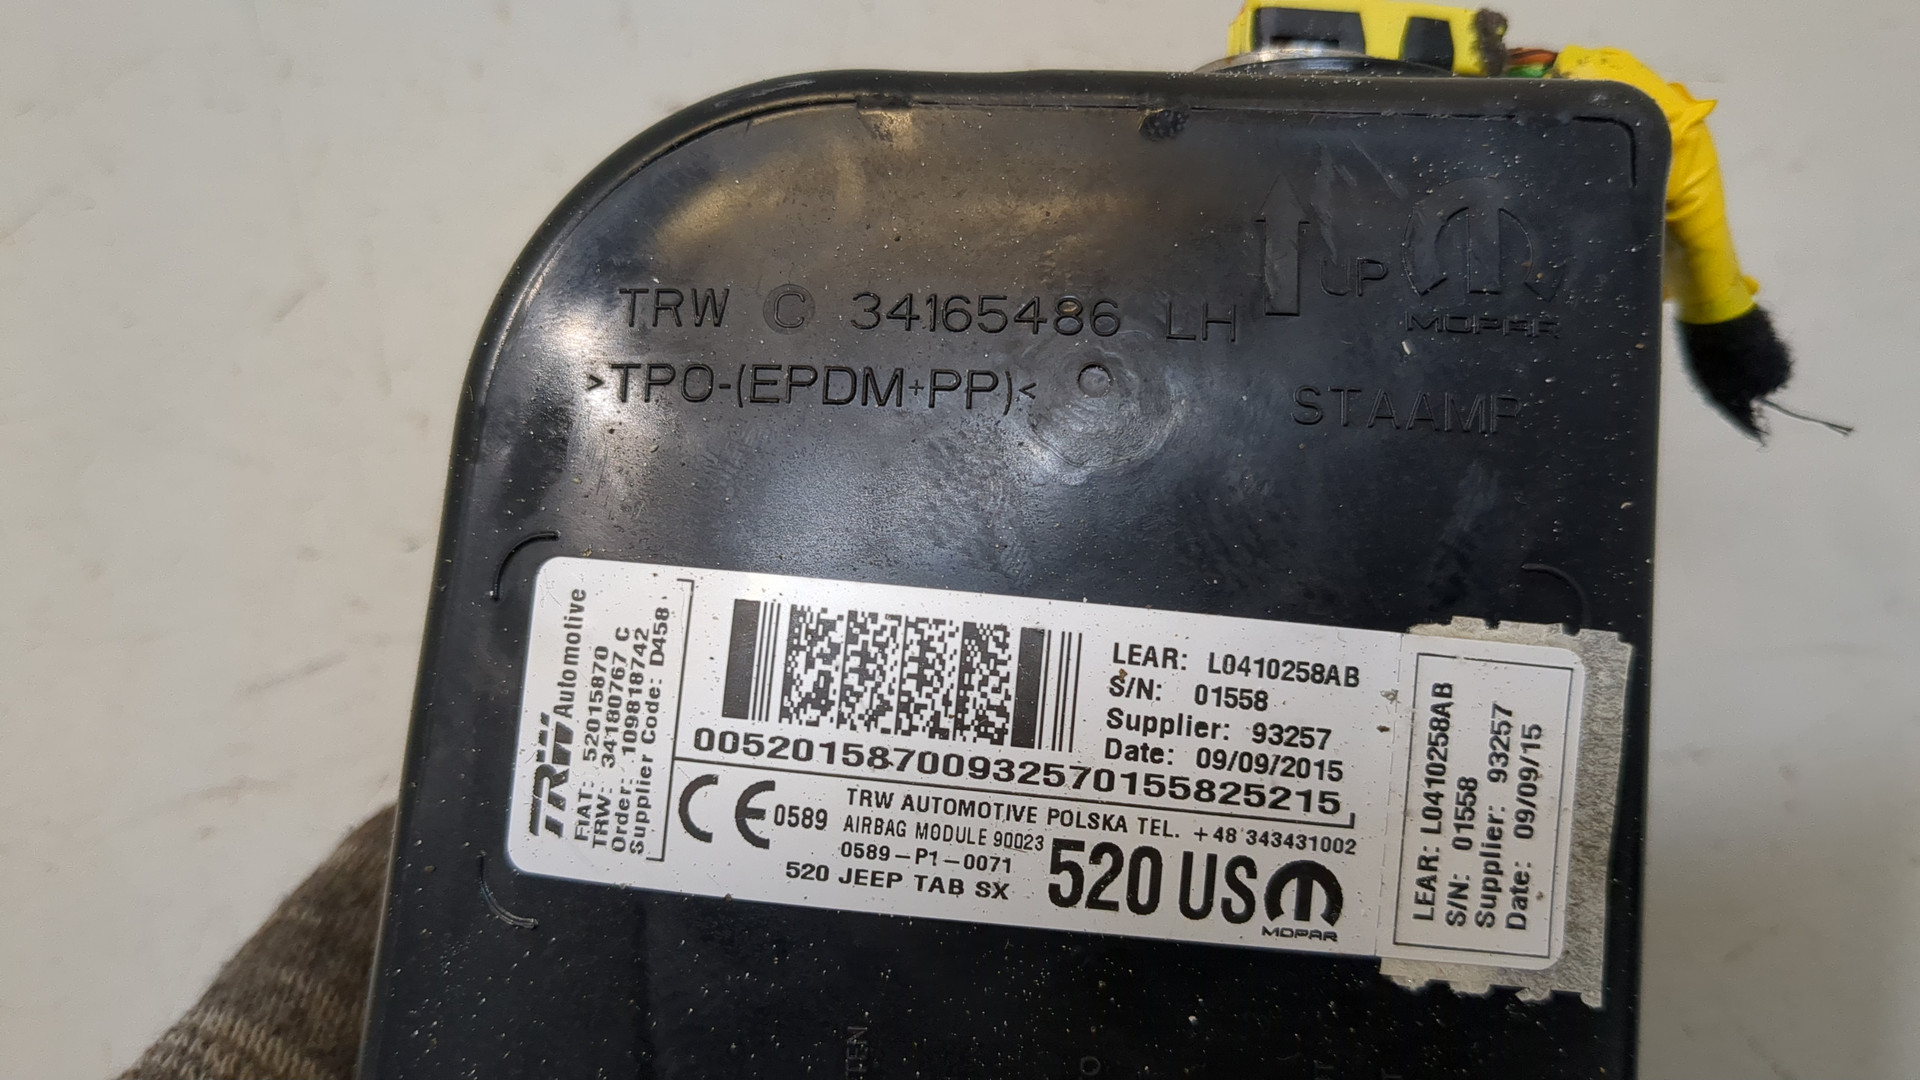 UP
MOPAR
TRW C 34165486 LH
>TPO-(EPDM+PP)<
STAAMP
TRW Automotive
FIAT: 52015870
TRW: 34180767 C
Order: 109818742
Supplier Code: D458
LEAR: L0410258AB
S/N: 01558
Supplier: 93257
Date: 09/09/2015
00520158700932570155825215
CE 0589
TRW AUTOMOTIVE POLSKA TEL. +48 343431002
AIRBAG MODULE 90023
0589-P1-0071
520 JEEP TAB SX
520 US
MOPAR
LEAR: L0410258AB
S/N: 01558
Supplier: 93257
Date: 09/09/15